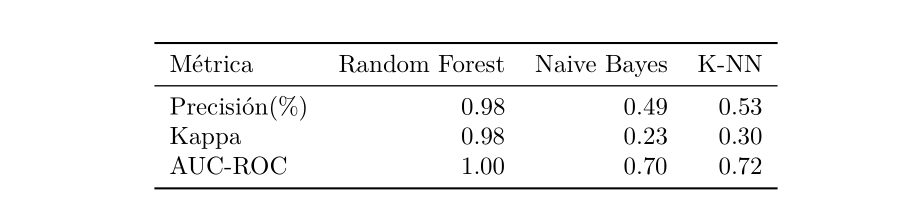 Métrica Random Forest Naive Bayes K-NN
Precisión(%) 0.98 0.49 0.53
Kappa 0.98 0.23 0.30
AUC-ROC 1.00 0.70 0.72